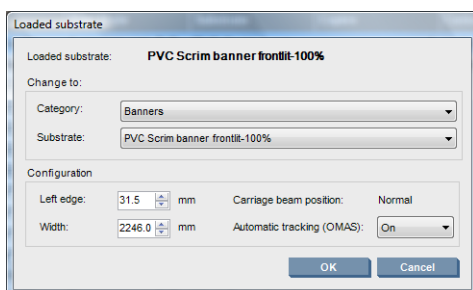 Loaded substrate
Loaded substrate: PVC Scrim banner frontlit-100%
Change to:
Category: Banners
Substrate: PVC Scrim banner frontlit-100%
Configuration
Left edge: 31.5 mm Carriage beam position: Normal
Width: 2246.0 mm Automatic tracking (OMAS): On
OK Cancel